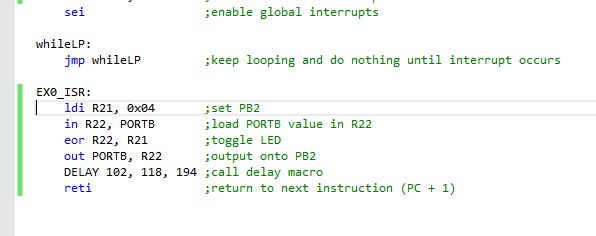 sei ;enable global interrupts
whileLP:
jmp whileLP ;keep looping and do nothing until interrupt occurs
EX0_ISR:
ldi R21, 0x04 ;set PB2
in R22, PORTB ;load PORTB value in R22
eor R22, R21 ;toggle LED
out PORTB, R22 ;output onto PB2
DELAY 102, 118, 194 ;call delay macro
reti ;return to next instruction (PC + 1)